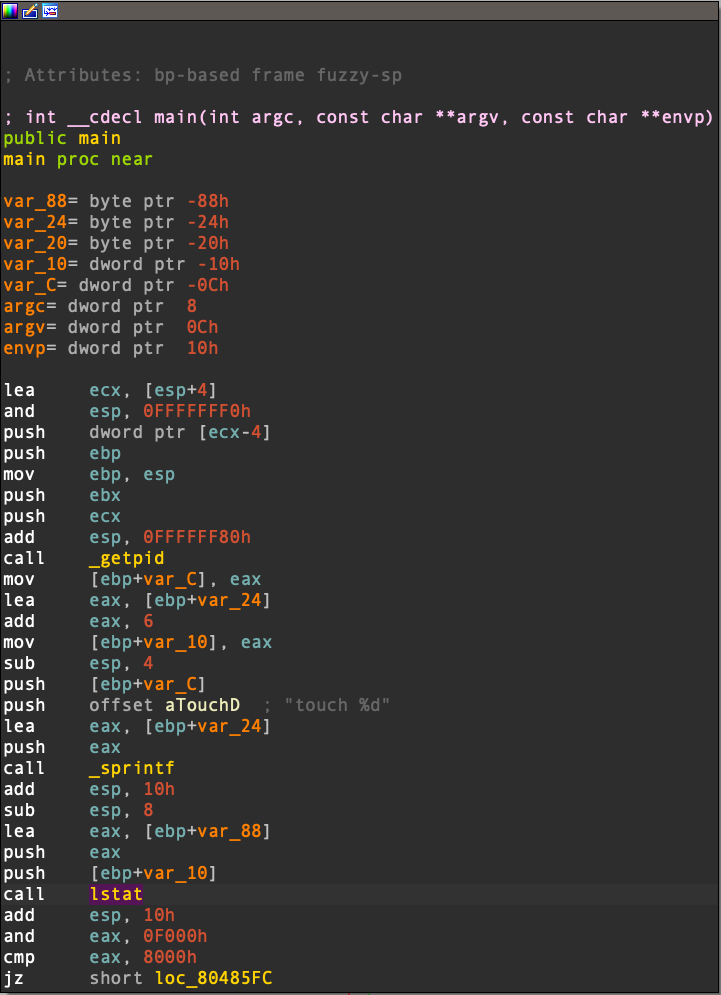 ; Attributes: bp-based frame fuzzy-sp
; int __cdecl main(int argc, const char **argv, const char **envp)
public main
main proc near
var_88= byte ptr -88h
var_24= byte ptr -24h
var_20= byte ptr -20h
var_10= dword ptr -10h
var_C= dword ptr -0Ch
argc= dword ptr  8
argv= dword ptr  0Ch
envp= dword ptr  10h
lea     ecx, [esp+4]
and     esp, 0FFFFFFF0h
push    dword ptr [ecx-4]
push    ebp
mov     ebp, esp
push    ebx
push    ecx
add     esp, 0FFFFFF80h
call    _getpid
mov     [ebp+var_C], eax
lea     eax, [ebp+var_24]
add     eax, 6
mov     [ebp+var_10], eax
sub     esp, 4
push    [ebp+var_C]
push    offset aTouchD  ; "touch %d"
lea     eax, [ebp+var_24]
push    eax
call    _sprintf
add     esp, 10h
sub     esp, 8
lea     eax, [ebp+var_88]
push    eax
push    [ebp+var_10]
call    lstat
add     esp, 10h
and     eax, 0F000h
cmp     eax, 8000h
jz      short loc_80485FC